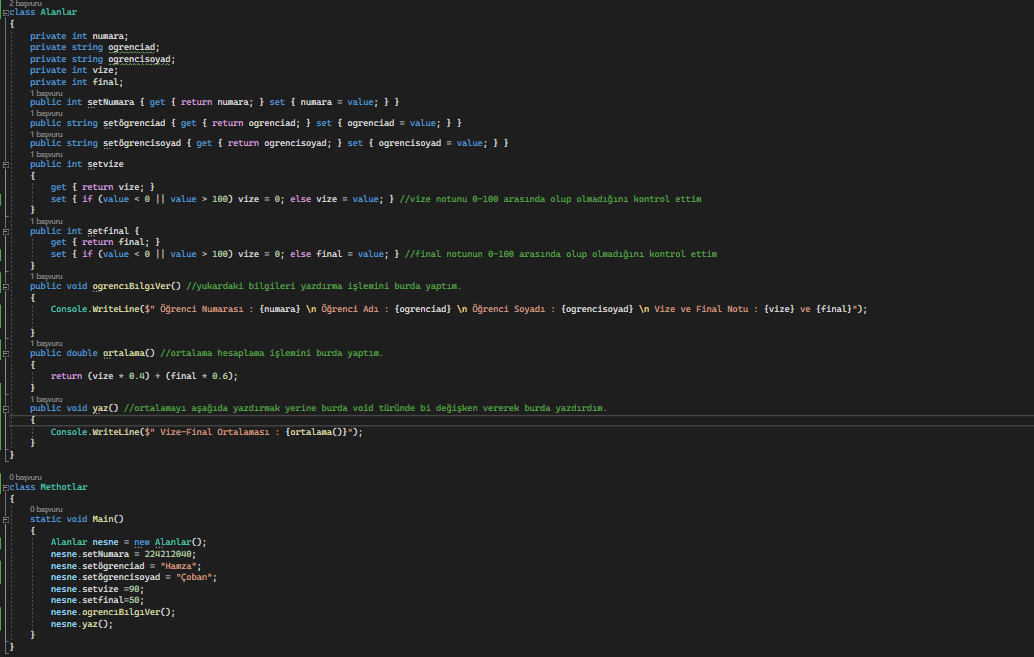 2 başvuru
class Alanlar
{
private int numara;
private string ogrenciad;
private string ogrencisoyad;
private int vize;
private int final;
1 başvuru
public int setNumara { get { return numara; } set { numara = value; } }
1 başvuru
public string setögrenciad { get { return ogrenciad; } set { ogrenciad = value; } }
1 başvuru
public string setögrencisoyad { get { return ogrencisoyad; } set { ogrencisoyad = value; } }
1 başvuru
public int setvize
{
get { return vize; }
set { if (value < 0 || value > 100) vize = 0; else vize = value; } //vize notunu 0-100 arasında olup olmadığını kontrol ettim
}
1 başvuru
public int setfinal {
get { return final; }
set { if (value < 0 || value > 100) vize = 0; else final = value; } //final notunun 0-100 arasında olup olmadığını kontrol ettim
}
1 başvuru
public void ogrencıBılgıVer() //yukardaki bilgileri yazdırma işlemini burda yaptım.
{
Console.WriteLine($" Öğrenci Numarası : {numara} \n Öğrenci Adı : {ogrenciad} \n Öğrenci Soyadı : {ogrencisoyad} \n Vize ve Final Notu : {vize} ve {final}");
}
1 başvuru
public double ortalama() //ortalama hesaplama işlemini burda yaptım.
{
return (vize * 0.4) + (final * 0.6);
}
1 başvuru
public void yaz() //ortalamayı aşağıda yazdırmak yerine burda void türünde bi değişken vererek burda yazdırdım.
{
Console.WriteLine($" Vize-Final Ortalaması : {ortalama()}");
}
}
0 başvuru
class Methotlar
{
0 başvuru
static void Main()
{
Alanlar nesne = new Alanlar();
nesne.setNumara = 224212040;
nesne.setögrenciad = "Hamza";
nesne.setögrencisoyad = "Çoban";
nesne.setvize =90;
nesne.setfinal=50;
nesne.ogrencıBılgıVer();
nesne.yaz();
}
}